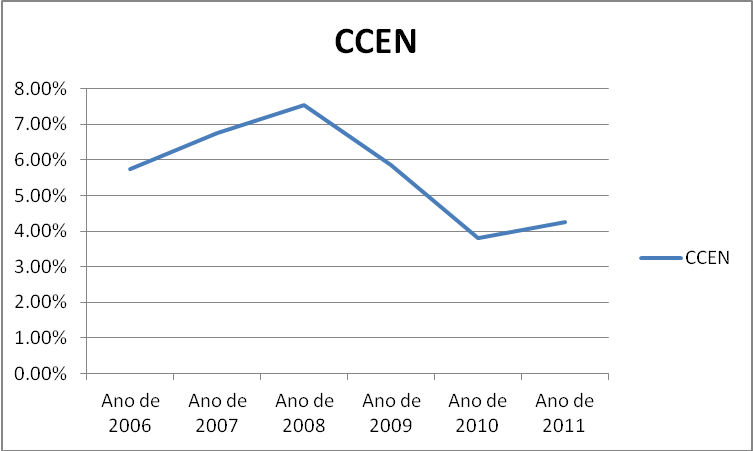 CCEN
8.00%
7.00%
6.00%
5.00%
4.00%
3.00%
2.00%
1.00%
0.00%
Ano de 2006
Ano de 2007
Ano de 2008
Ano de 2009
Ano de 2010
Ano de 2011
CCEN